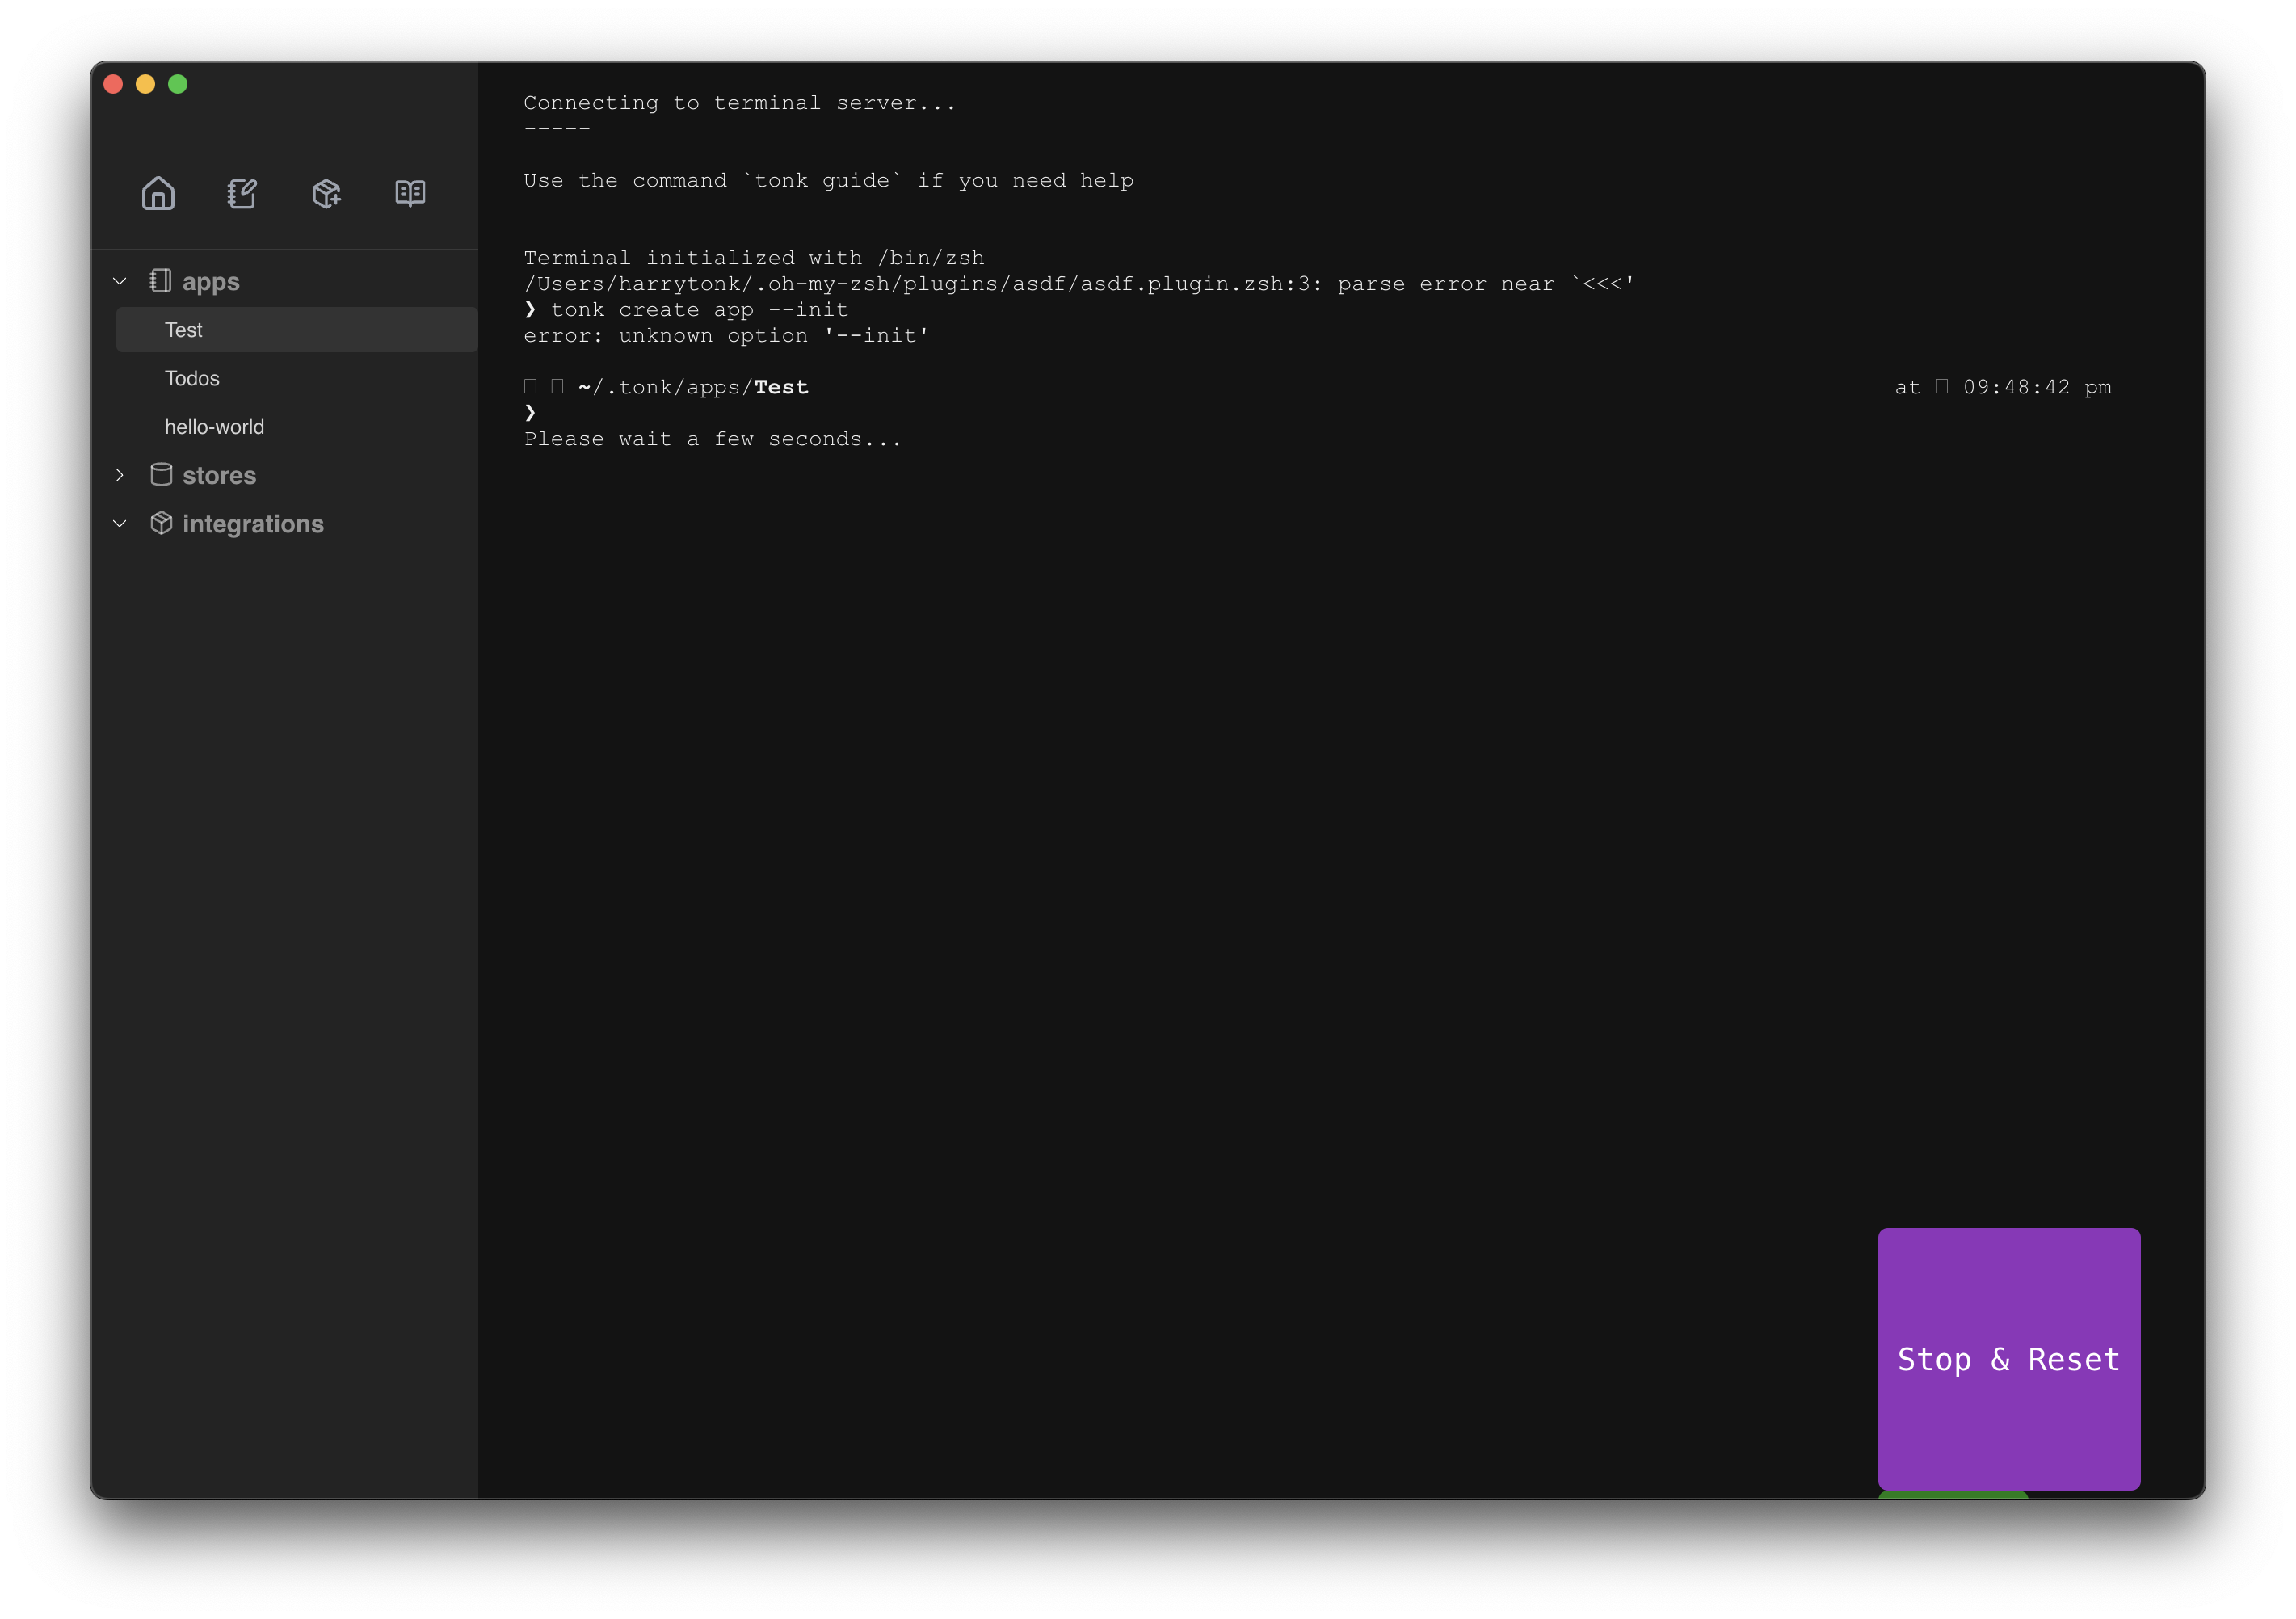 apps
Test
Todos
hello-world
stores
integrations
Connecting to terminal server...
-----
Use the command `tonk guide` if you need help
Terminal initialized with /bin/zsh
/Users/harrytonk/.oh-my-zsh/plugins/asdf/asdf.plugin.zsh:3: parse error near `<<<'
❯ tonk create app --init
error: unknown option '--init'
~/.tonk/apps/Test at 09:48:42 pm
❯
Please wait a few seconds...
Stop & Reset